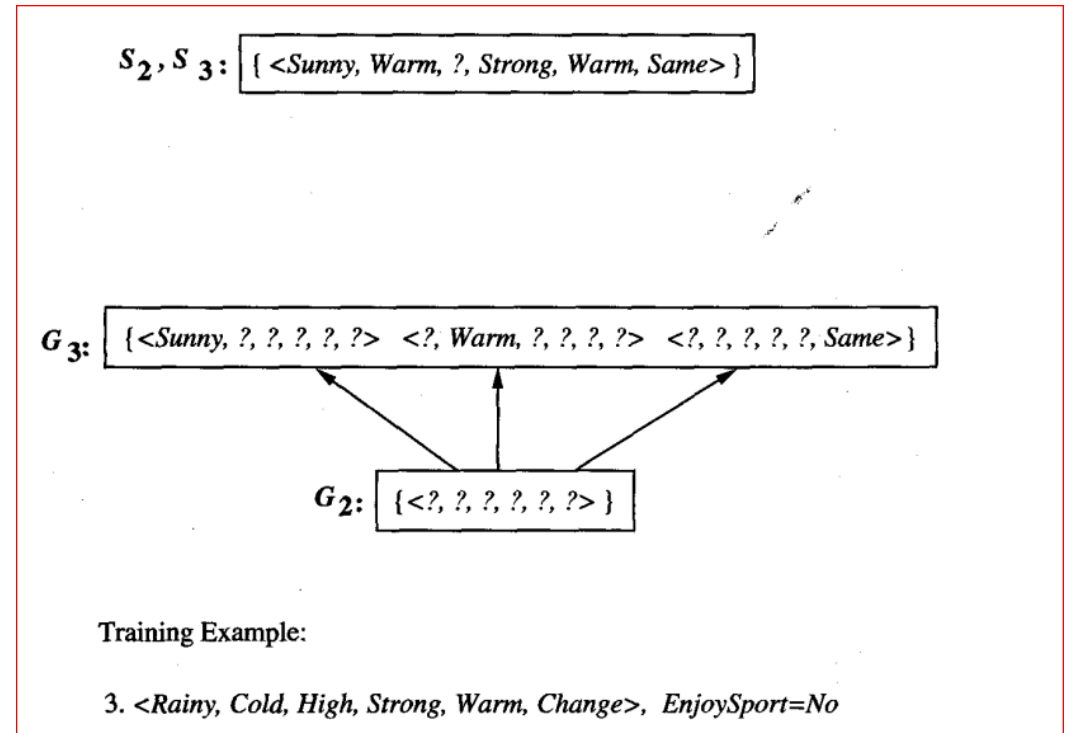 S2, S3: { <Sunny, Warm, ?, Strong, Warm, Same> }
G3: {<Sunny, ?, ?, ?, ?, ?> <?, Warm, ?, ?, ?, ?> <?, ?, ?, ?, ?, Same>}
G2: {<?, ?, ?, ?, ?, ?> }
Training Example:
3. <Rainy, Cold, High, Strong, Warm, Change>, EnjoySport=No